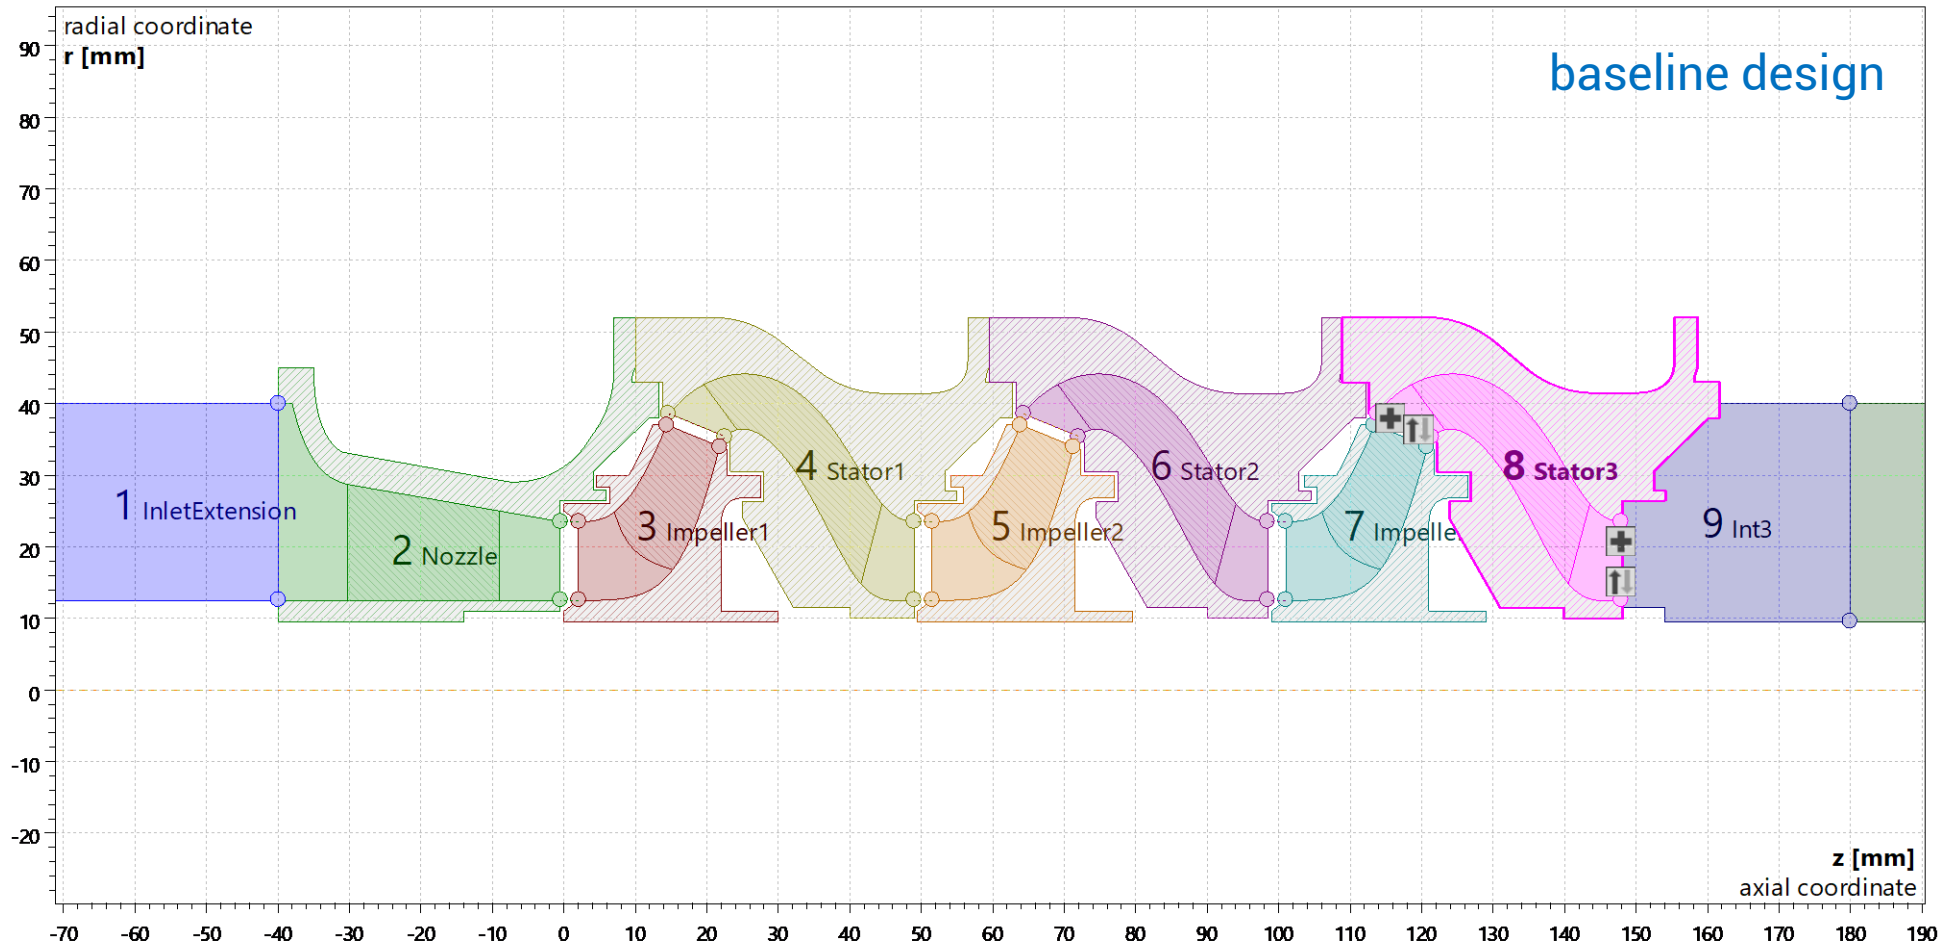 radial coordinate
r [mm]
baseline design
90
80
70
60
50
40
30
20
10
0
-10
-20
1 InletExtension
2 Nozzle
3 Impeller1
4 Stator1
5 Impeller2
6 Stator2
7 Impelle
8 Stator3
9 Int3
z [mm]
axial coordinate
-70 -60 -50 -40 -30 -20 -10 0 10 20 30 40 50 60 70 80 90 100 110 120 130 140 150 160 170 180 190